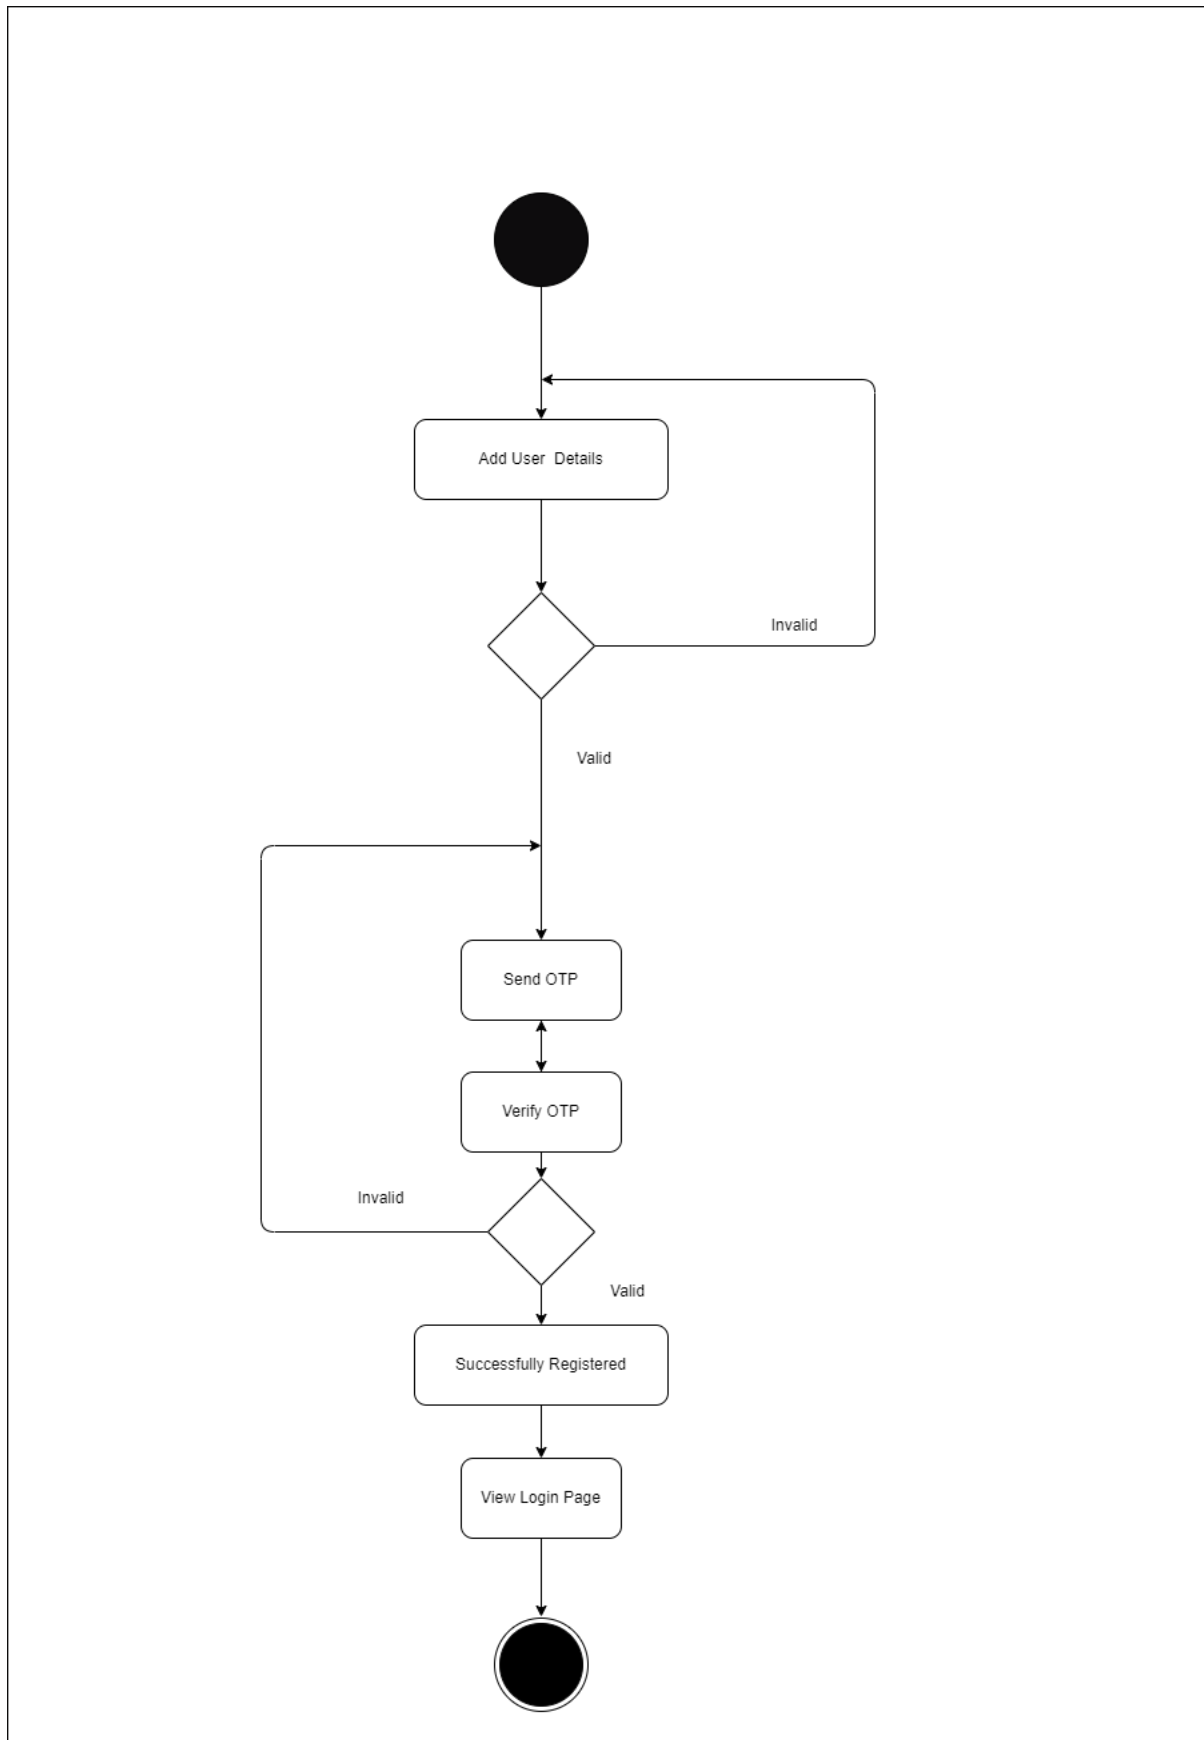 Add User  Details
Invalid
Valid
Send OTP
Verify OTP
Invalid
Valid
Successfully Registered
View Login Page